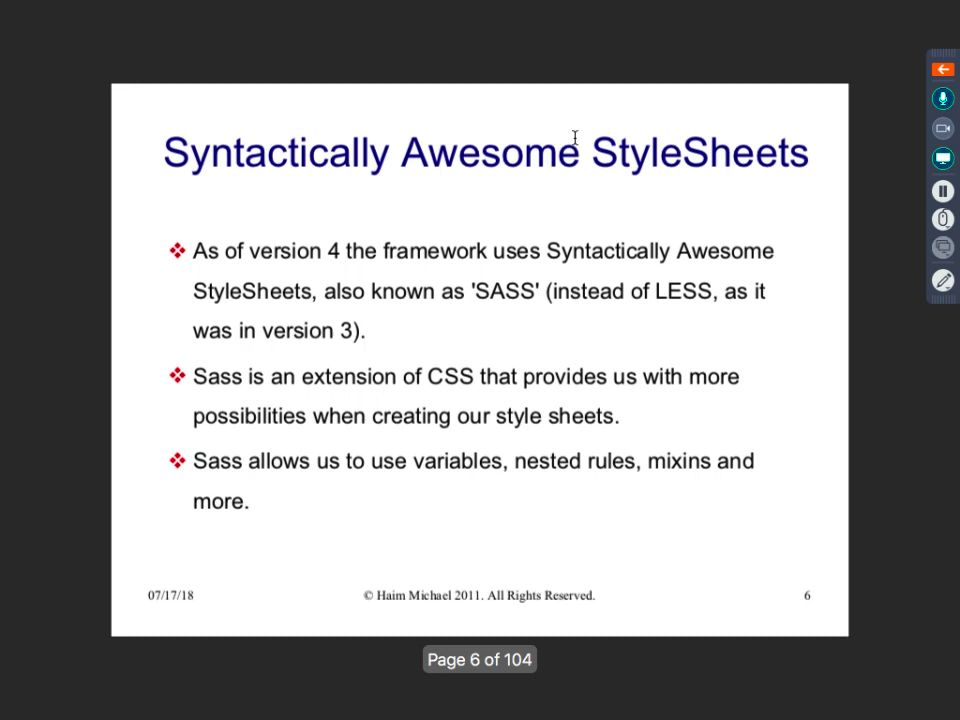 Syntactically Awesome StyleSheets
As of version 4 the framework uses Syntactically Awesome
StyleSheets, also known as 'SASS' (instead of LESS, as it
was in version 3).
Sass is an extension of CSS that provides us with more
possibilities when creating our style sheets.
Sass allows us to use variables, nested rules, mixins and
more.
07/17/18
© Haim Michael 2011. All Rights Reserved.
6
Page 6 of 104